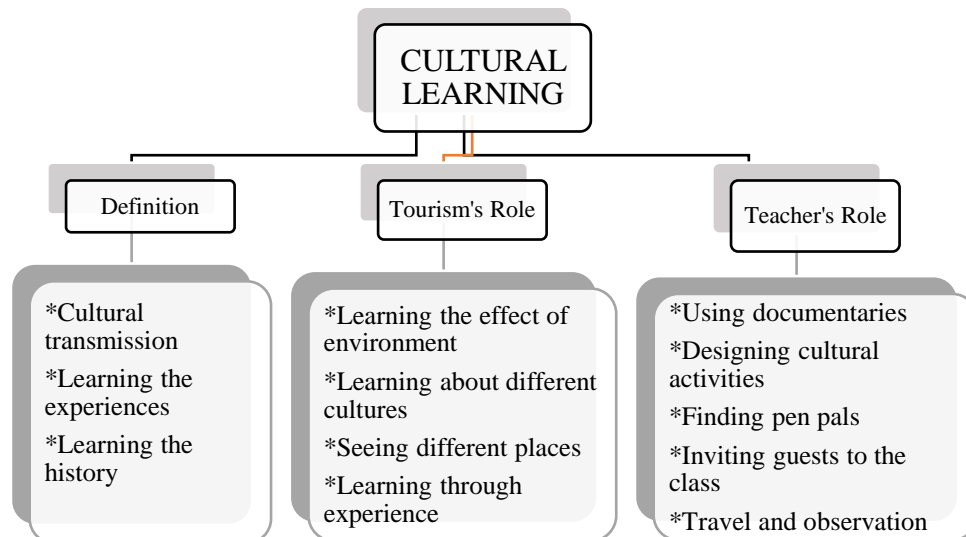 CULTURAL
LEARNING
Definition
*Cultural
transmission
*Learning the
experiences
*Learning the
history
Tourism's Role
*Learning the effect of
environment
*Learning about different
cultures
*Seeing different places
*Learning through
experience
Teacher's Role
*Using documentaries
*Designing cultural
activities
*Finding pen pals
*Inviting guests to the
class
*Travel and observation